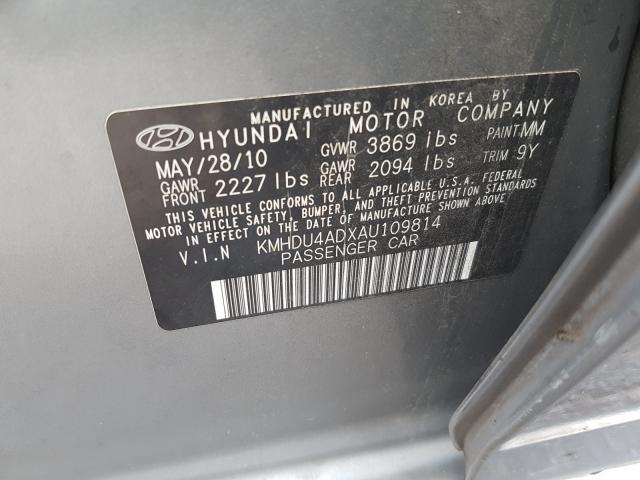 MANUFACTURED IN KOREA BY
HYUNDAI MOTOR COMPANY
MAY/28/10 GVWR 3869 lbs PAINT MM
GAWR FRONT 2227 lbs GAWR REAR 2094 lbs TRIM 9Y
THIS VEHICLE CONFORMS TO ALL APPLICABLE U.S.A. FEDERAL
MOTOR VEHICLE SAFETY, BUMPER, AND THEFT PREVENTION STANDARDS
IN EFFECT ON THE DATE OF MANUFACTURE SHOWN ABOVE.
V.I.N KMHDU4ADXAU109814
PASSENGER CAR